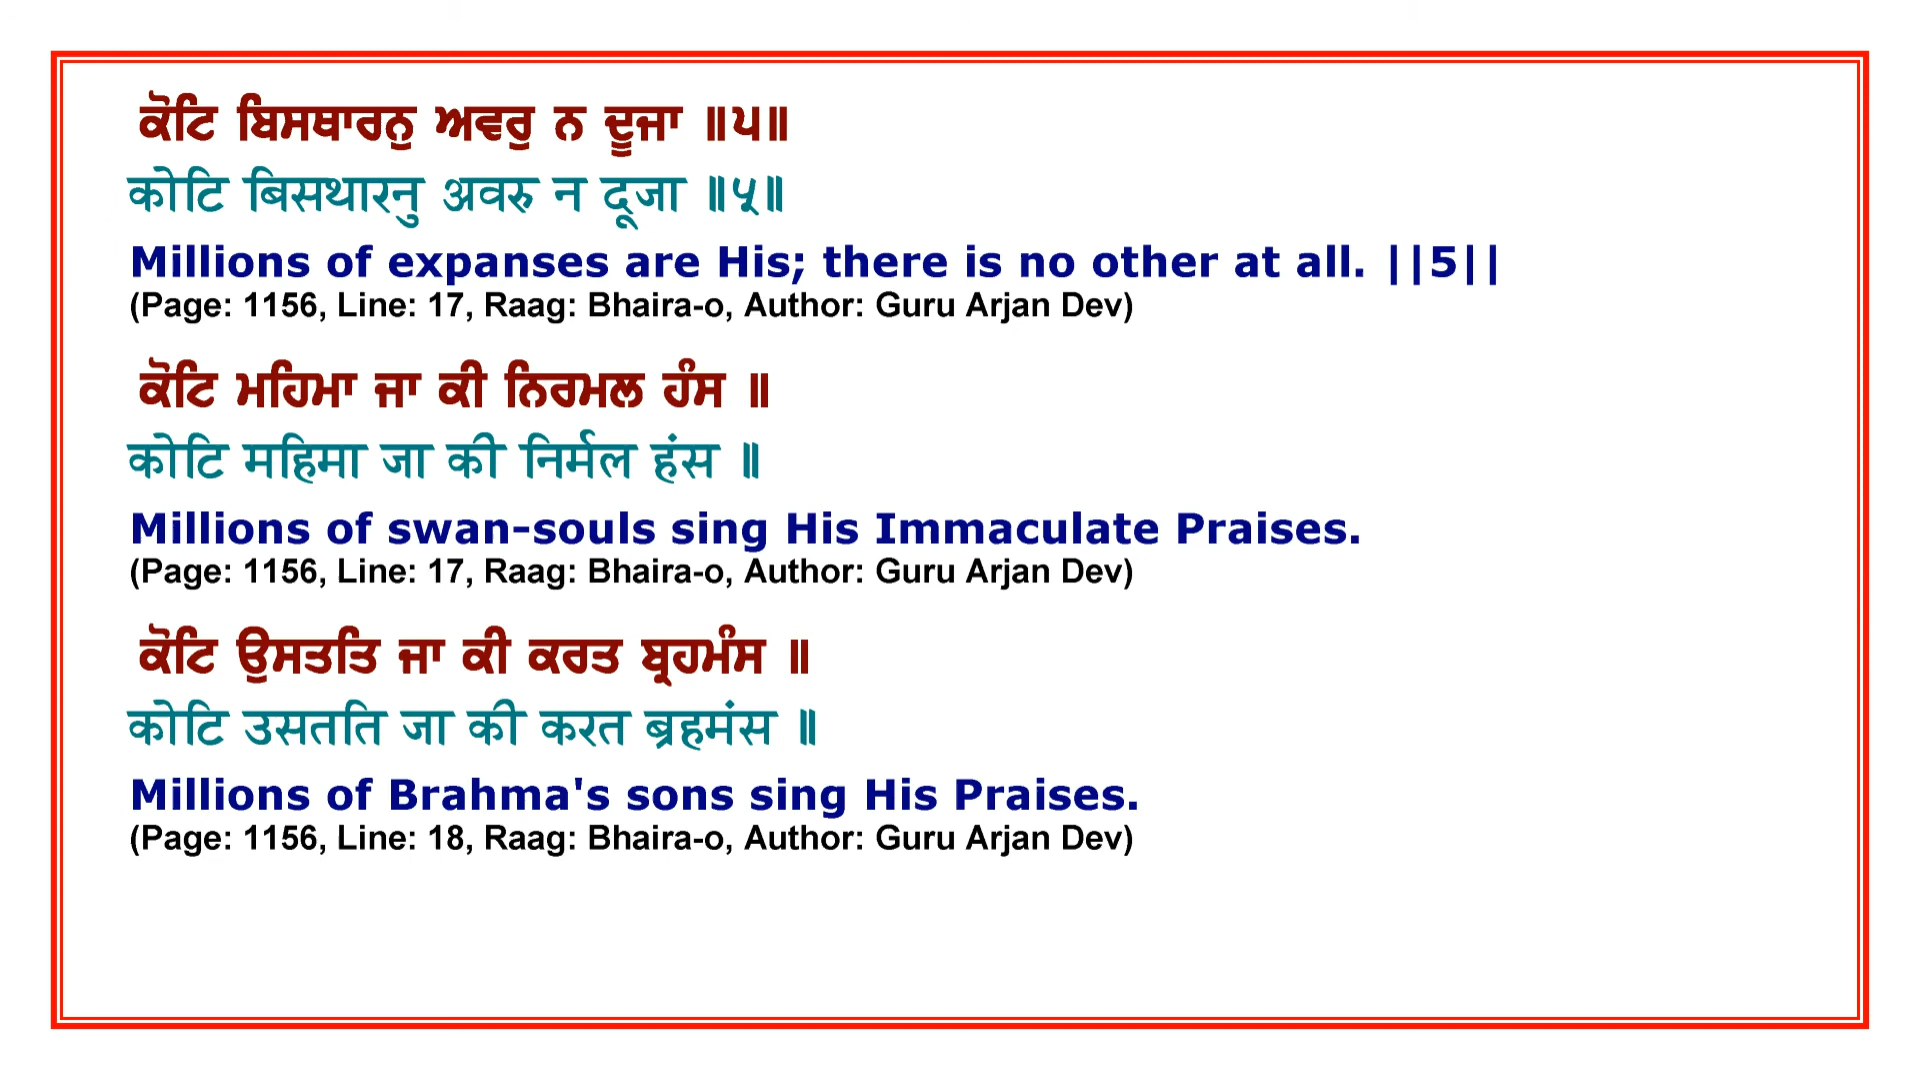 ਕੋਟਿ ਬਿਸਥਾਰਨੁ ਅਵਰੁ ਨ ਦੂਜਾ ॥੫॥
कोटि बिसथारनु अवरु न दूजा ॥५॥
Millions of expanses are His; there is no other at all. ||5||
(Page: 1156, Line: 17, Raag: Bhaira-o, Author: Guru Arjan Dev)
ਕੋਟਿ ਮਹਿਮਾ ਜਾ ਕੀ ਨਿਰਮਲ ਹੰਸ ॥
कोटि महिमा जा की निर्मल हंस ॥
Millions of swan-souls sing His Immaculate Praises.
(Page: 1156, Line: 17, Raag: Bhaira-o, Author: Guru Arjan Dev)
ਕੋਟਿ ਉਸਤਤਿ ਜਾ ਕੀ ਕਰਤ ਬ੍ਰਹਮੰਸ ॥
कोटि उसतति जा की करत ब्रहमंस ॥
Millions of Brahma's sons sing His Praises.
(Page: 1156, Line: 18, Raag: Bhaira-o, Author: Guru Arjan Dev)